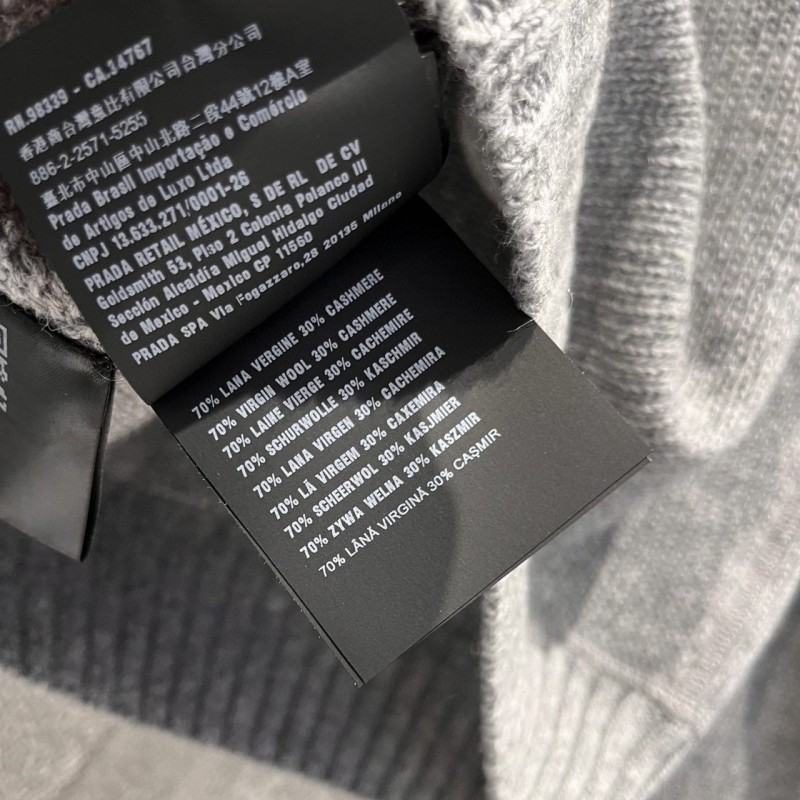 RN.98339 - CA.14767
香港商台灣普比有限公司台灣分公司
886-2-2571-5255
臺北市中山區中山北路二段44號12樓A室
Prada Brasil Importação e Comércio
de Artigos de Luxo Ltda
CNPJ 13.633.271/0001-26
PRADA RETAIL MÉXICO, S DE RL DE CV
Goldsmith 53, Piso 2 Colonia Polanco III
Sección Alcaldía Miguel Hidalgo Ciudad
de Mexico - Mexico CP 11560
PRADA SPA Via Fogazzaro,28 20135 Milano
70% LANA VERGINE 30% CASHMERE
70% VIRGIN WOOL 30% CASHMERE
70% LAINE VIERGE 30% CACHEMIRE
70% SCHURWOLLE 30% KASCHMIR
70% LANA VIRGEN 30% CACHEMIRA
70% LÃ VIRGEM 30% CAXEMIRA
70% SCHEERWOL 30% KASJMIER
70% ZYWA WELNA 30% KASZMIR
70% LÂNĂ VIRGINĂ 30% CAȘMIR